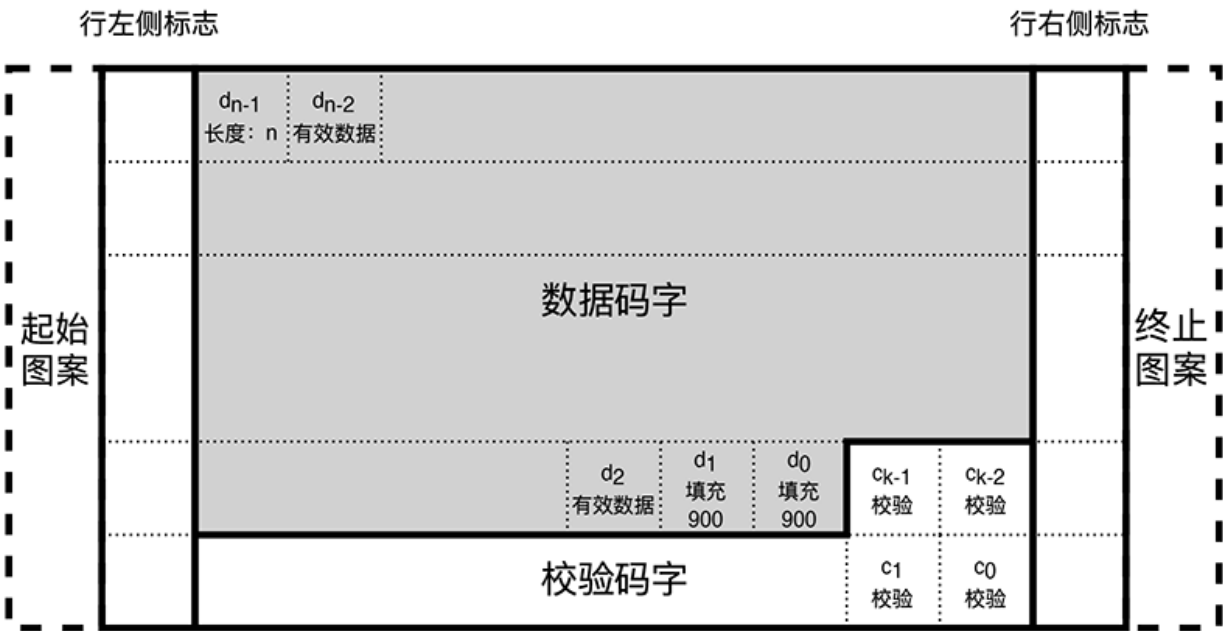 行左侧标志
行右侧标志
dn-1
长度：n
dn-2
有效数据
数据码字
起始
图案
终止
图案
d2
有效数据
d1
填充
900
d0
填充
900
ck-1
校验
ck-2
校验
校验码字
c1
校验
c0
校验